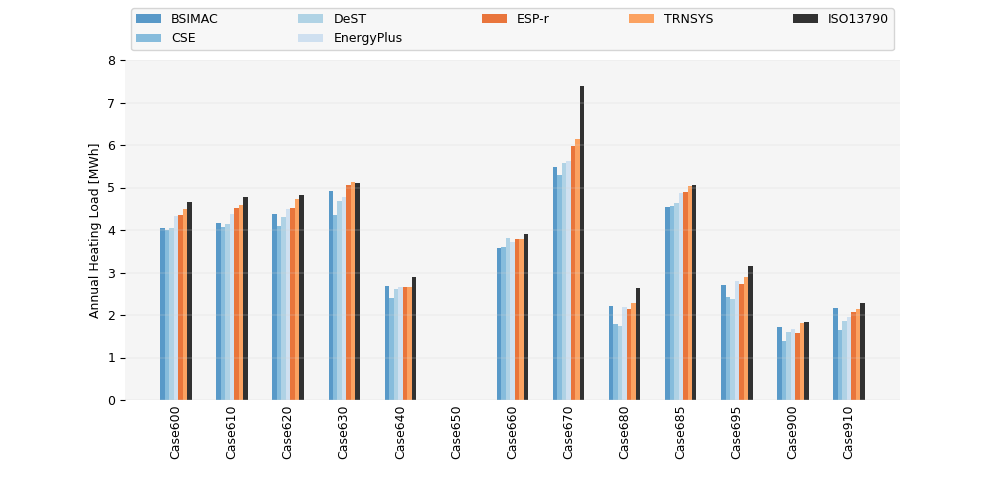 BSIMAC DeST ESP-r TRNSYS ISO13790
CSE EnergyPlus
8
7
6
5
4
3
2
1
0
Annual Heating Load [MWh]
Case600 Case610 Case620 Case630 Case640 Case650 Case660 Case670 Case680 Case685 Case695 Case900 Case910